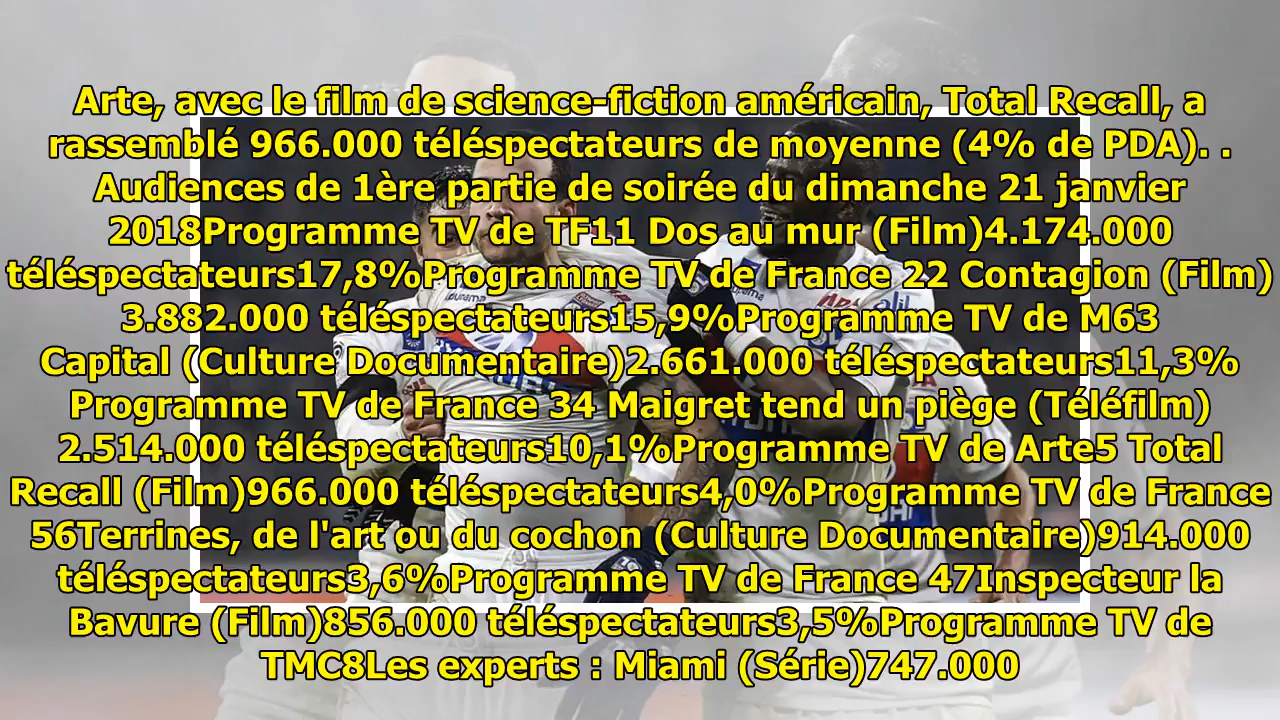 Arte, avec le film de science-fiction américain, Total Recall, a
rassemblé 966.000 téléspectateurs de moyenne (4% de PDA). .
Audiences de 1ère partie de soirée du dimanche 21 janvier
2018Programme TV de TF11 Dos au mur (Film)4.174.000
téléspectateurs17,8%Programme TV de France 22 Contagion (Film)
3.882.000 téléspectateurs15,9%Programme TV de M63
Capital (Culture Documentaire)2.661.000 téléspectateurs11,3%
Programme TV de France 34 Maigret tend un piège (Téléfilm)
2.514.000 téléspectateurs10,1%Programme TV de Arte5 Total
Recall (Film)966.000 téléspectateurs4,0%Programme TV de France
56Terrines, de l'art ou du cochon (Culture Documentaire)914.000
téléspectateurs3,6%Programme TV de France 47Inspecteur la
Bavure (Film)856.000 téléspectateurs3,5%Programme TV de
TMC8Les experts : Miami (Série)747.000